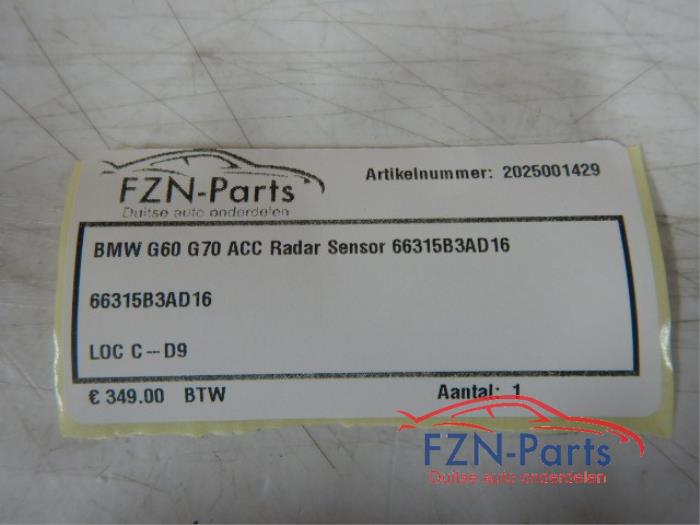 FZN-Parts
Duitse auto onderdelen
Artikelnummer: 2025001429
BMW G60 G70 ACC Radar Sensor 66315B3AD16
66315B3AD16
LOC C---D9
€ 349.00 BTW
Aantal: 1
FZN-Parts
Duitse auto onderdelen